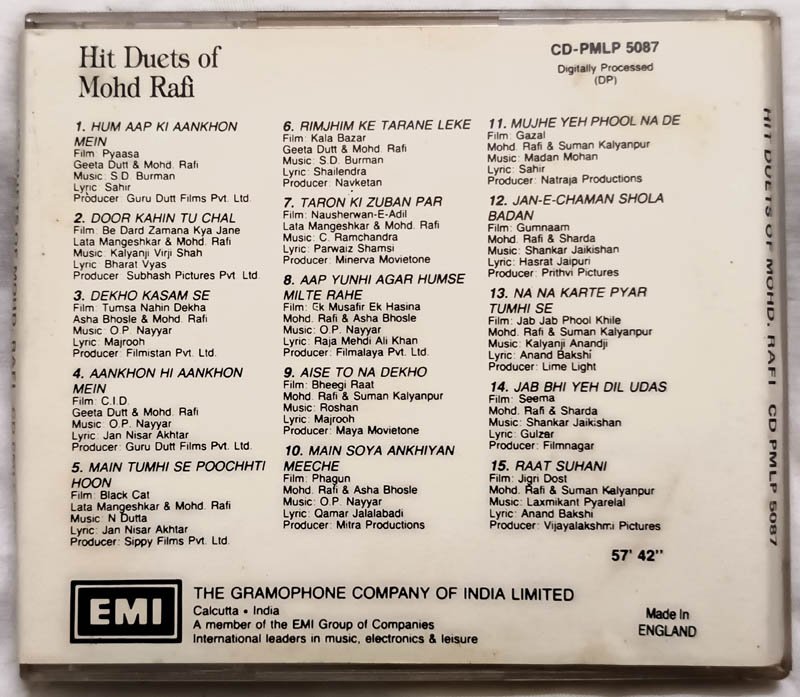 Hit Duets of
Mohd Rafi
CD-PMLP 5087
Digitally Processed
(DP)
1. HUM AAP KI AANKHON
MEIN
Film: Pyaasa
Geeta Dutt & Mohd. Rafi
Music: S.D. Burman
Lyric: Sahir
Producer: Guru Dutt Films Pvt. Ltd.
2. DOOR KAHIN TU CHAL
Film: Be Dard Zamana Kya Jane
Lata Mangeshkar & Mohd. Rafi
Music: Kalyanji Virji Shah
Lyric: Bharat Vyas
Producer: Subhash Pictures Pvt. Ltd.
3. DEKHO KASAM SE
Film: Tumsa Nahin Dekha
Asha Bhosle & Mohd. Rafi
Music: O.P. Nayyar
Lyric: Majrooh
Producer: Filmistan Pvt. Ltd.
4. AANKHON HI AANKHON
MEIN
Film: C.I.D.
Geeta Dutt & Mohd. Rafi
Music: O.P. Nayyar
Lyric: Jan Nisar Akhtar
Producer: Guru Dutt Films Pvt. Ltd.
5. MAIN TUMHI SE POOCHHTI
HOON
Film: Black Cat
Lata Mangeshkar & Mohd. Rafi
Music: N Dutta
Lyric: Jan Nisar Akhtar
Producer: Sippy Films Pvt. Ltd.
6. RIMJHIM KE TARANE LEKE
Film: Kala Bazar
Geeta Dutt & Mohd. Rafi
Music: S.D. Burman
Lyric: Shailendra
Producer: Navketan
7. TARON KI ZUBAN PAR
Film: Nausherwan-E-Adil
Lata Mangeshkar & Mohd. Rafi
Music: C. Ramchandra
Lyric: Parwaiz Shamsi
Producer: Minerva Movietone
8. AAP YUNHI AGAR HUMSE
MILTE RAHE
Film: Ek Musafir Ek Hasina
Mohd. Rafi & Asha Bhosle
Music: O.P. Nayyar
Lyric: Raja Mehdi Ali Khan
Producer: Filmalaya Pvt. Ltd.
9. AISE TO NA DEKHO
Film: Bheegi Raat
Mohd. Rafi & Suman Kalyanpur
Music: Roshan
Lyric: Majrooh
Producer: Maya Movietone
10. MAIN SOYA ANKHIYAN
MEECHE
Film: Phagun
Mohd. Rafi & Asha Bhosle
Music: O.P. Nayyar
Lyric: Qamar Jalalabadi
Producer: Mitra Productions
11. MUJHE YEH PHOOL NA DE
Film: Gazal
Mohd. Rafi & Suman Kalyanpur
Music: Madan Mohan
Lyric: Sahir
Producer: Natraja Productions
12. JAN-E-CHAMAN SHOLA
BADAN
Film: Gumnaam
Mohd. Rafi & Sharda
Music: Shankar Jaikishan
Lyric: Hasrat Jaipuri
Producer: Prithvi Pictures
13. NA NA KARTE PYAR
TUMHI SE
Film: Jab Jab Phool Khile
Mohd. Rafi & Suman Kalyanpur
Music: Kalyanji Anandji
Lyric: Anand Bakshi
Producer: Lime Light
14. JAB BHI YEH DIL UDAS
Film: Seema
Mohd. Rafi & Sharda
Music: Shankar Jaikishan
Lyric: Gulzar
Producer: Filmnagar
15. RAAT SUHANI
Film: Jigri Dost
Mohd. Rafi & Suman Kalyanpur
Music: Laxmikant Pyarelal
Lyric: Anand Bakshi
Producer: Vijayalakshmi Pictures
57' 42"
EMI
THE GRAMOPHONE COMPANY OF INDIA LIMITED
Calcutta • India
A member of the EMI Group of Companies
International leaders in music, electronics & leisure
Made In
ENGLAND
HIT DUETS OF MOHD. RAFI CD PMLP 5087
OF MOHD. RAFI